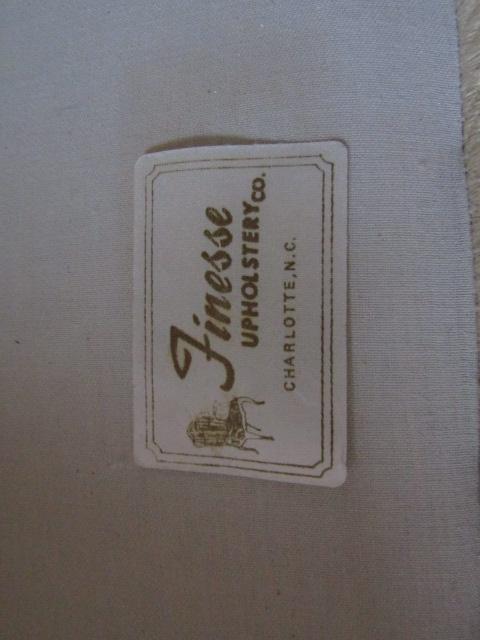 Finesse
UPHOLSTERY CO.
CHARLOTTE, N.C.